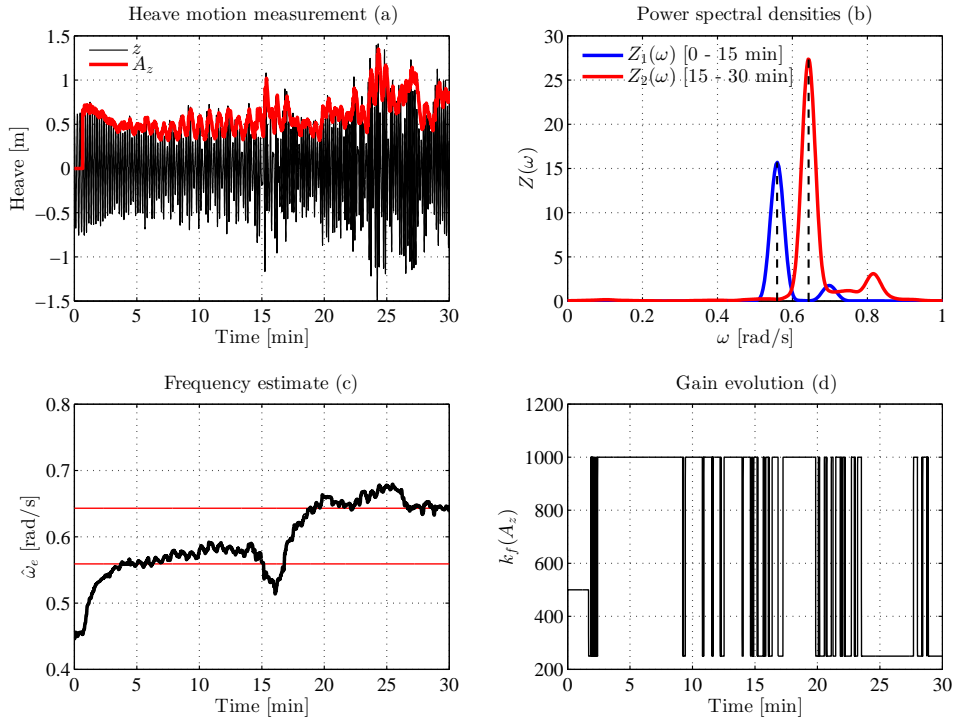 Heave motion measurement (a)
z
A_z
Heave [m]
1.5
1
0.5
0
−0.5
−1
−1.5
0 5 10 15 20 25 30
Time [min]
Power spectral densities (b)
Z_1(ω) [0 - 15 min]
Z_2(ω) [15 - 30 min]
Z(ω)
30
25
20
15
10
5
0
0 0.2 0.4 0.6 0.8 1
ω [rad/s]
Frequency estimate (c)
ω̂_e [rad/s]
0.8
0.7
0.6
0.5
0.4
0 5 10 15 20 25 30
Time [min]
Gain evolution (d)
k_f(A_z)
1200
1000
800
600
400
200
0 5 10 15 20 25 30
Time [min]